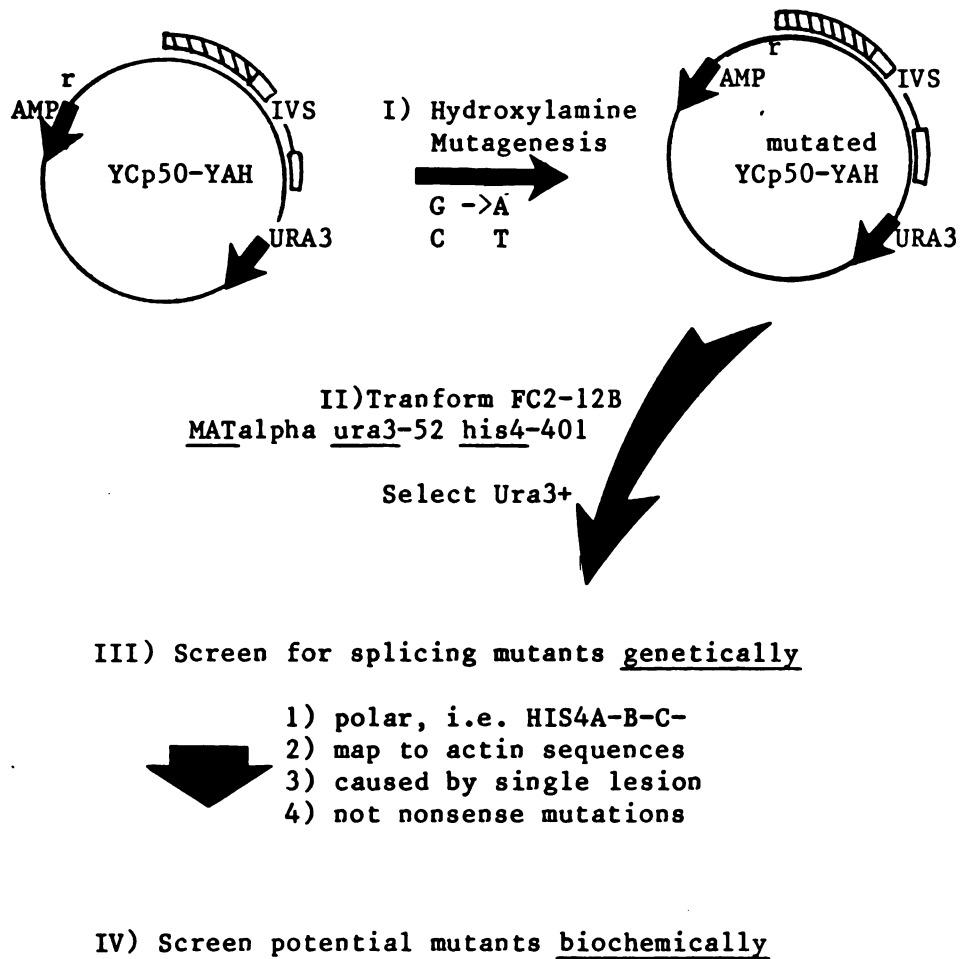 r
AMP
IVS
YCp50-YAH
URA3
I) Hydroxylamine
Mutagenesis
G ->A
C T
r
AMP
IVS
mutated
YCp50-YAH
URA3
II)Tranform FC2-12B
MATalpha ura3-52 his4-401
Select Ura3+
III) Screen for splicing mutants genetically
1) polar, i.e. HIS4A-B-C-
2) map to actin sequences
3) caused by single lesion
4) not nonsense mutations
IV) Screen potential mutants biochemically